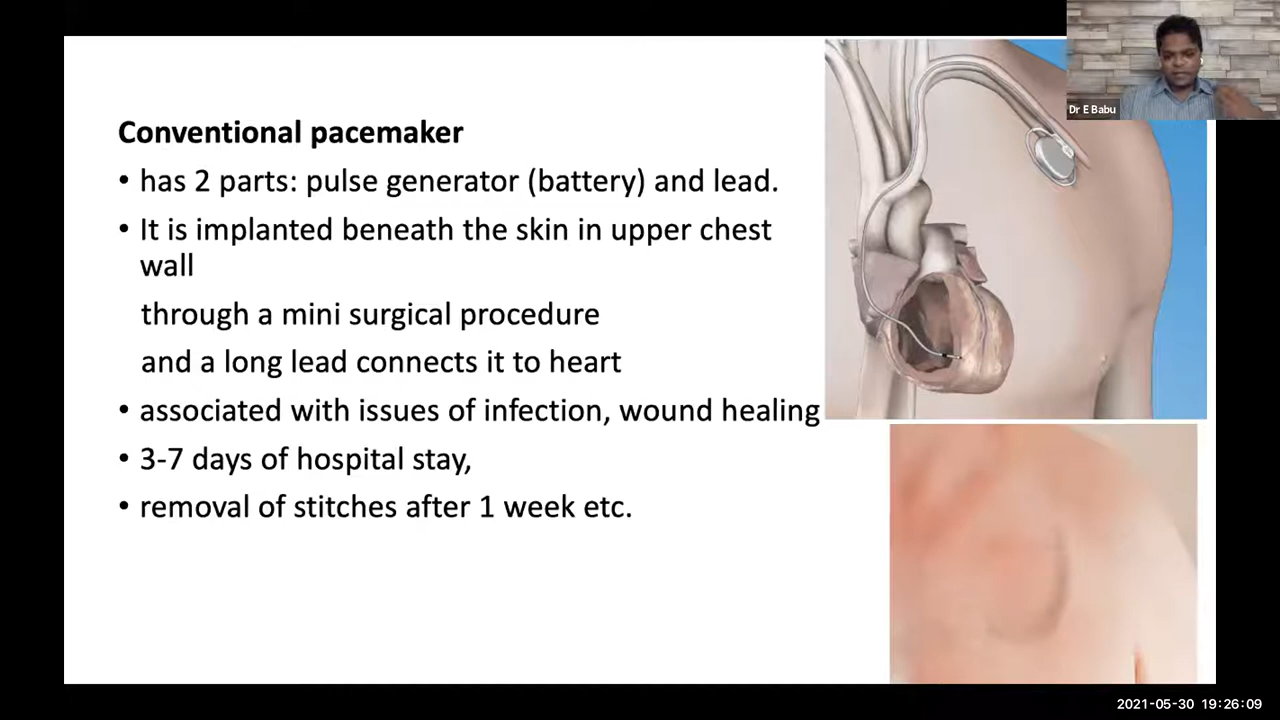 Dr E Babu
Conventional pacemaker
• has 2 parts: pulse generator (battery) and lead.
• It is implanted beneath the skin in upper chest
wall
through a mini surgical procedure
and a long lead connects it to heart
• associated with issues of infection, wound healing
• 3-7 days of hospital stay,
• removal of stitches after 1 week etc.
2021-05-30 19:26:09